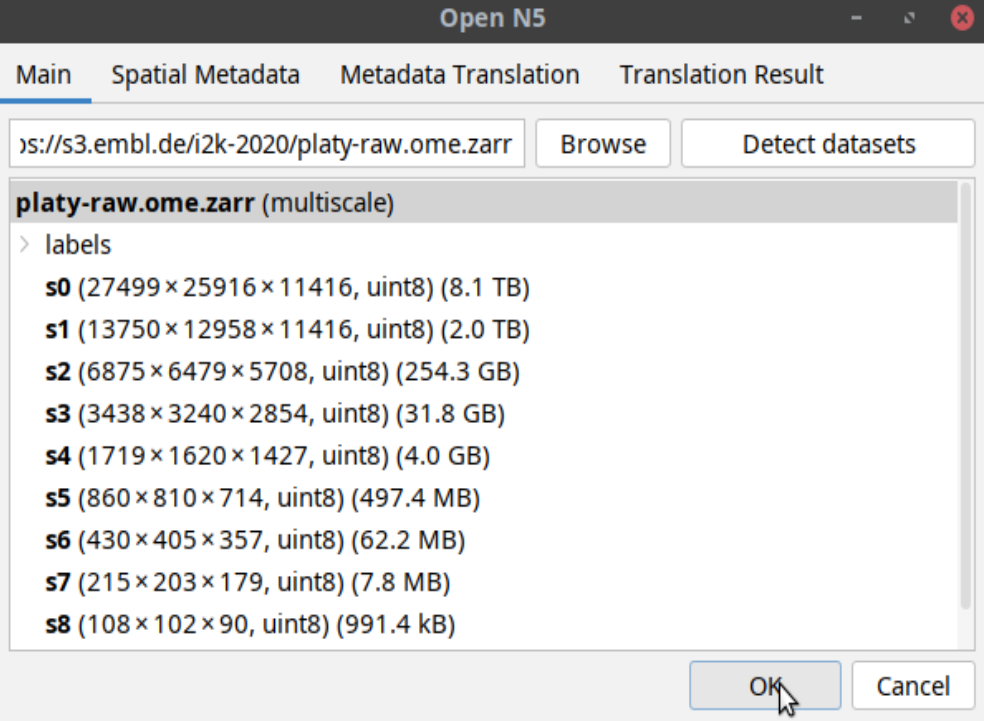 Open N5
Main Spatial Metadata Metadata Translation Translation Result
os://s3.embl.de/i2k-2020/platy-raw.ome.zarr Browse Detect datasets
platy-raw.ome.zarr (multiscale)
labels
s0 (27499×25916×11416, uint8) (8.1 TB)
s1 (13750×12958×11416, uint8) (2.0 TB)
s2 (6875×6479×5708, uint8) (254.3 GB)
s3 (3438×3240×2854, uint8) (31.8 GB)
s4 (1719×1620×1427, uint8) (4.0 GB)
s5 (860×810×714, uint8) (497.4 MB)
s6 (430×405×357, uint8) (62.2 MB)
s7 (215×203×179, uint8) (7.8 MB)
s8 (108×102×90, uint8) (991.4 kB)
OK Cancel